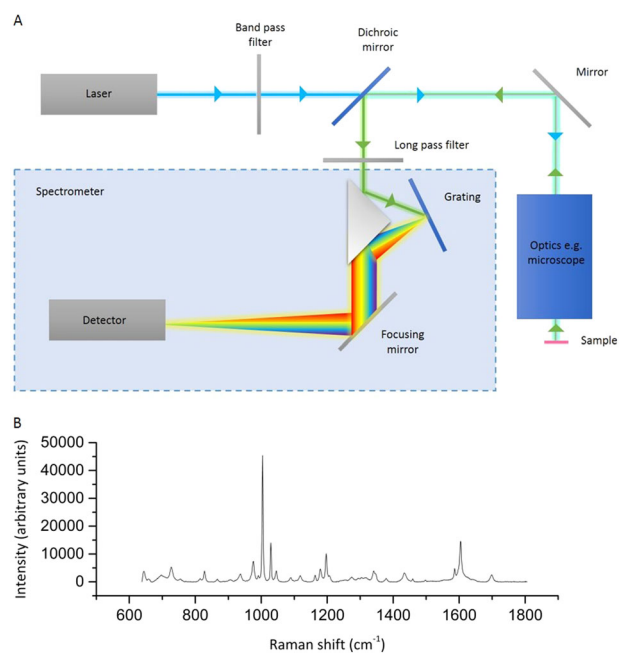 A
Band pass
filter
Dichroic
mirror
Mirror
Laser
Long pass filter
Spectrometer
Grating
Optics e.g.
microscope
Detector
Focusing
mirror
Sample
B
Intensity (arbitrary units)
50000
40000
30000
20000
10000
0
600 800 1000 1200 1400 1600 1800
Raman shift (cm⁻¹)